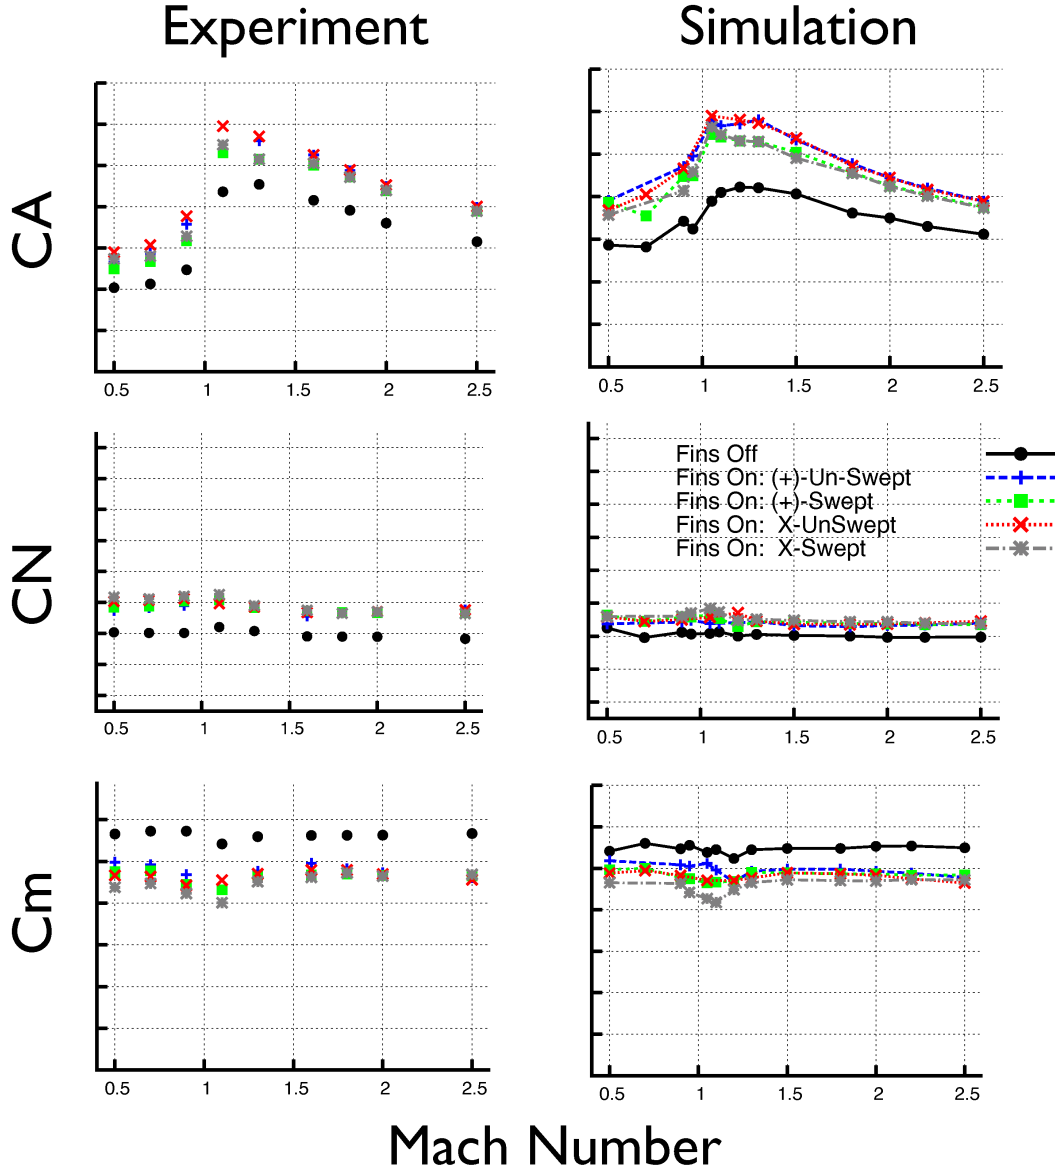 Experiment Simulation
CA
0.5 1 1.5 2 2.5
0.5 1 1.5 2 2.5
CN
Fins Off
Fins On: (+)-Un-Swept
Fins On: (+)-Swept
Fins On: X-UnSwept
Fins On: X-Swept
0.5 1 1.5 2 2.5
0.5 1 1.5 2 2.5
Cm
0.5 1 1.5 2 2.5
0.5 1 1.5 2 2.5
Mach Number